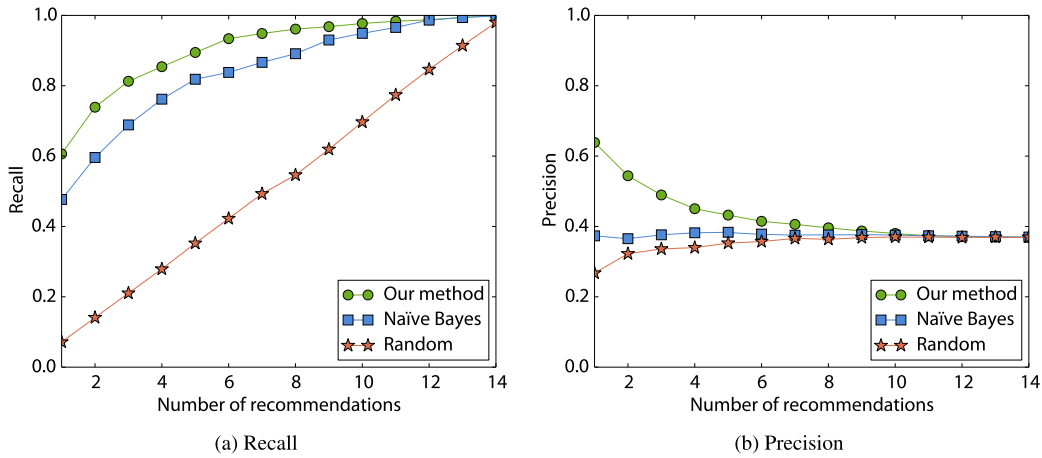 1.0
0.8
0.6
0.4
0.2
0.0
Recall
2 4 6 8 10 12 14
Number of recommendations
Our method
Naïve Bayes
Random
(a) Recall
1.0
0.8
0.6
0.4
0.2
0.0
Precision
2 4 6 8 10 12 14
Number of recommendations
Our method
Naïve Bayes
Random
(b) Precision